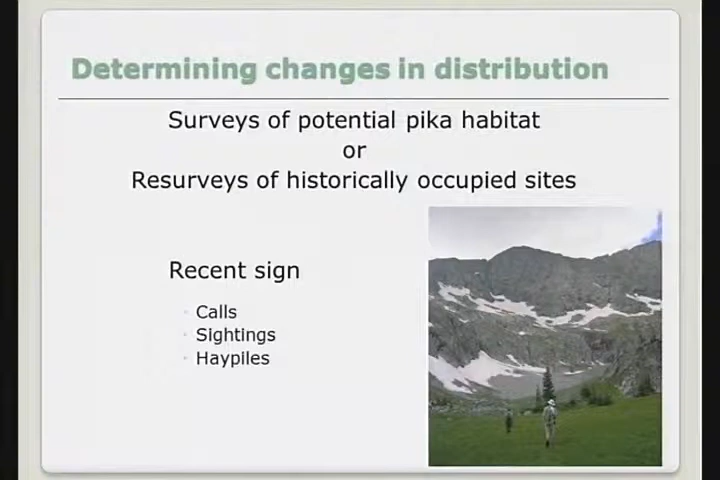 Determining changes in distribution
Surveys of potential pika habitat
or
Resurveys of historically occupied sites
Recent sign
Calls
Sightings
Haypiles